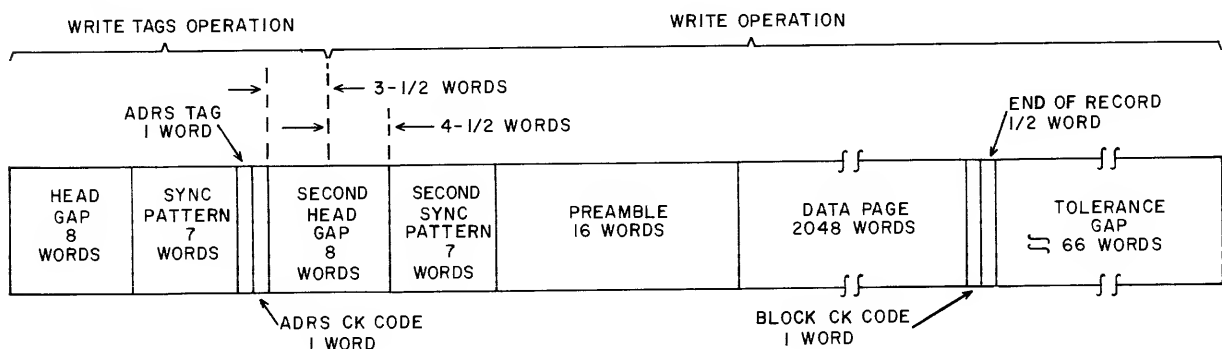 WRITE TAGS OPERATION
WRITE OPERATION
3-1/2 WORDS
ADRS TAG
1 WORD
4-1/2 WORDS
END OF RECORD
1/2 WORD
HEAD
GAP
8
WORDS
SYNC
PATTERN
7
WORDS
SECOND
HEAD
GAP
8
WORDS
SECOND
SYNC
PATTERN
7
WORDS
PREAMBLE
16 WORDS
DATA PAGE
2048 WORDS
TOLERANCE
GAP
66 WORDS
ADRS CK CODE
1 WORD
BLOCK CK CODE
1 WORD